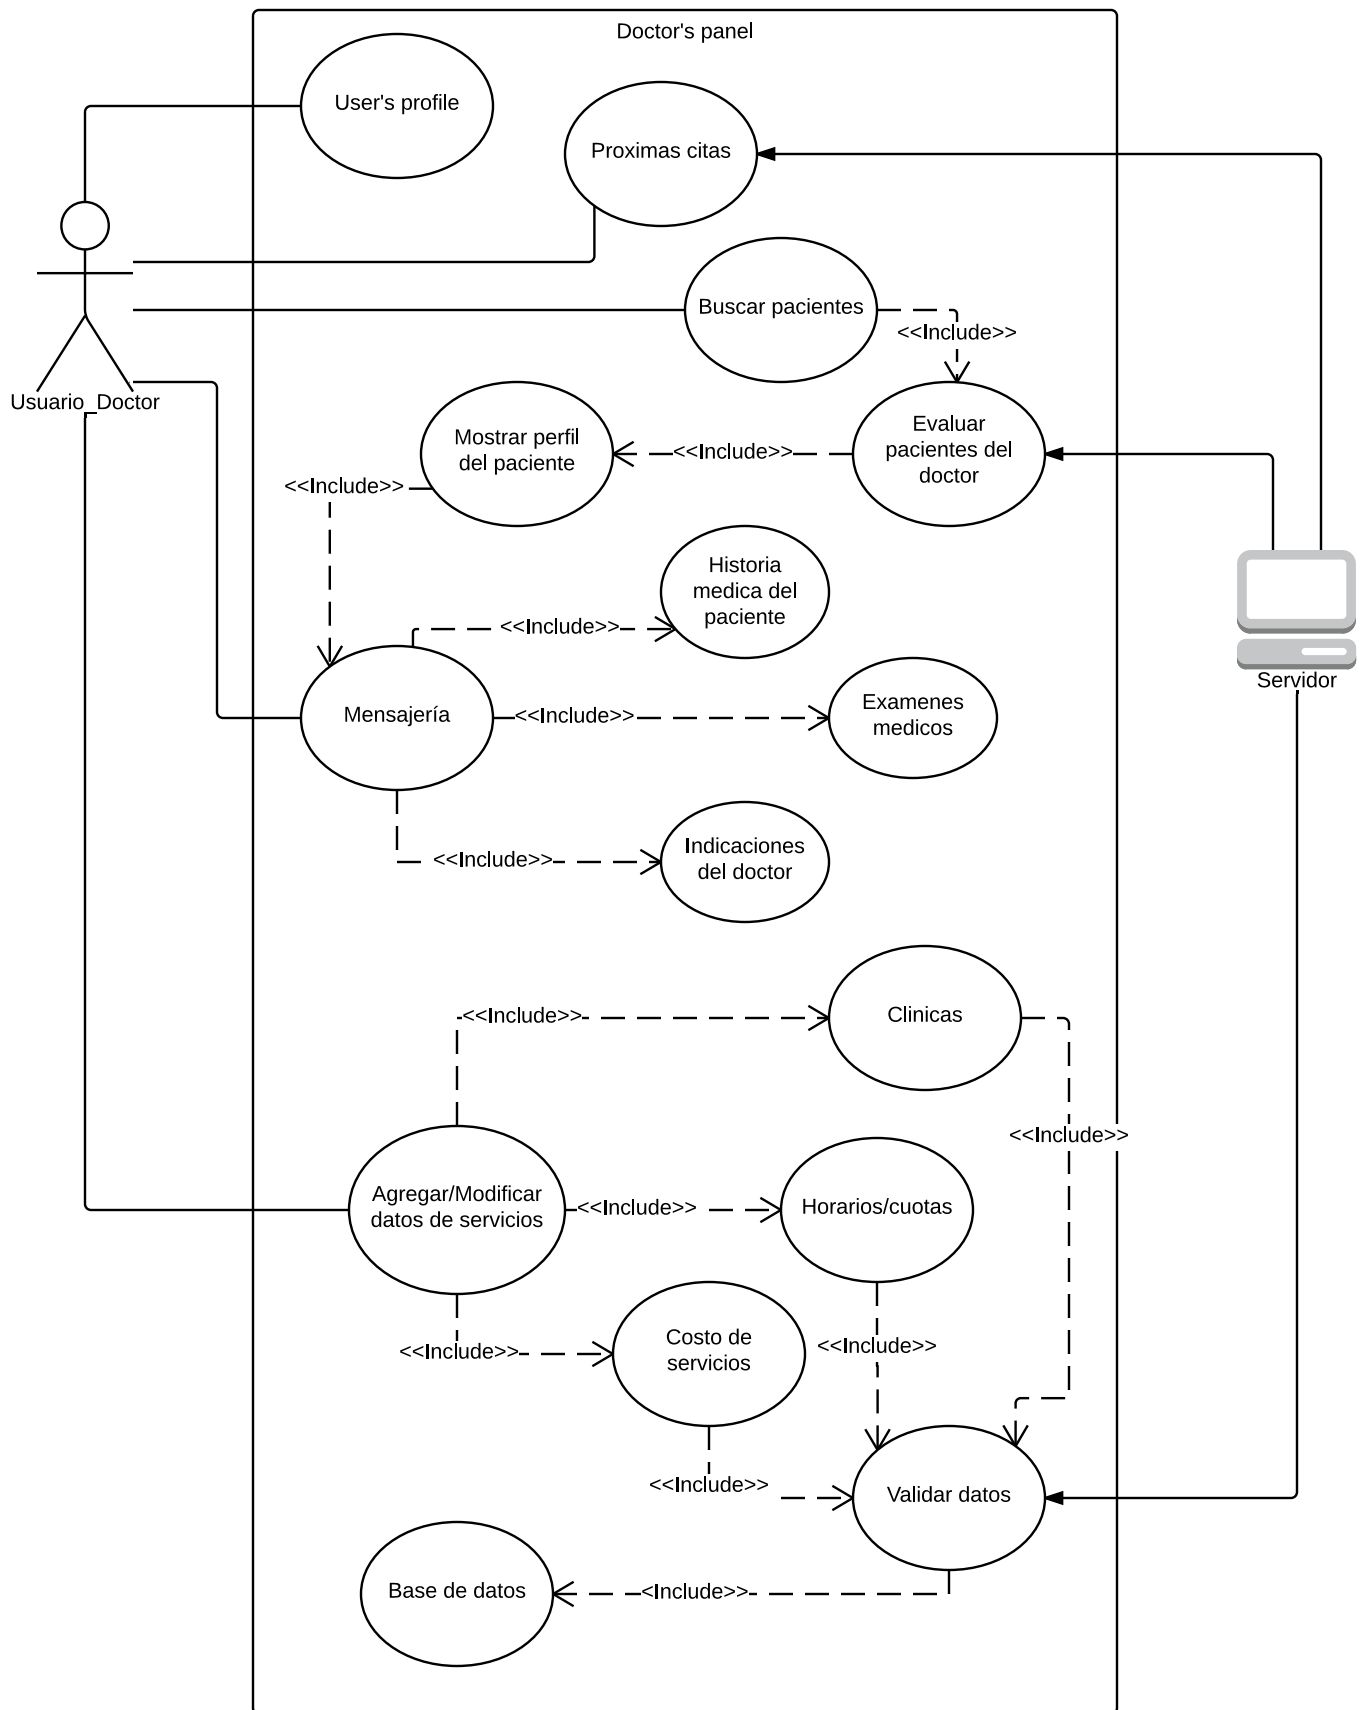 Doctor's panel
User's profile
Proximas citas
Buscar pacientes
<<Include>>
Usuario_Doctor
Mostrar perfil
del paciente
<<Include>>
Evaluar
pacientes del
doctor
<<Include>>
Historia
medica del
paciente
<<Include>>
Servidor
Mensajería
<<Include>>
Examenes
medicos
<<Include>>
Indicaciones
del doctor
<<Include>>
Clinicas
<<Include>>
Agregar/Modificar
datos de servicios
<<Include>>
Horarios/cuotas
<<Include>>
Costo de
servicios
<<Include>>
<<Include>>
Validar datos
Base de datos
<Include>>